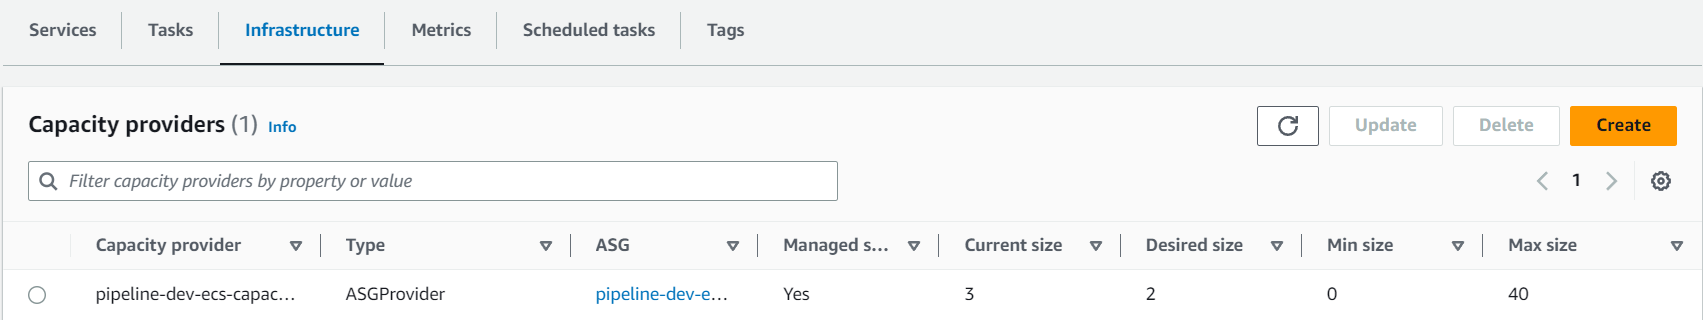 Services Tasks Infrastructure Metrics Scheduled tasks Tags
Capacity providers (1) Info Update Delete Create
Filter capacity providers by property or value 1
Capacity provider Type ASG Managed s... Current size Desired size Min size Max size
pipeline-dev-ecs-capac... ASGProvider pipeline-dev-e... Yes 3 2 0 40